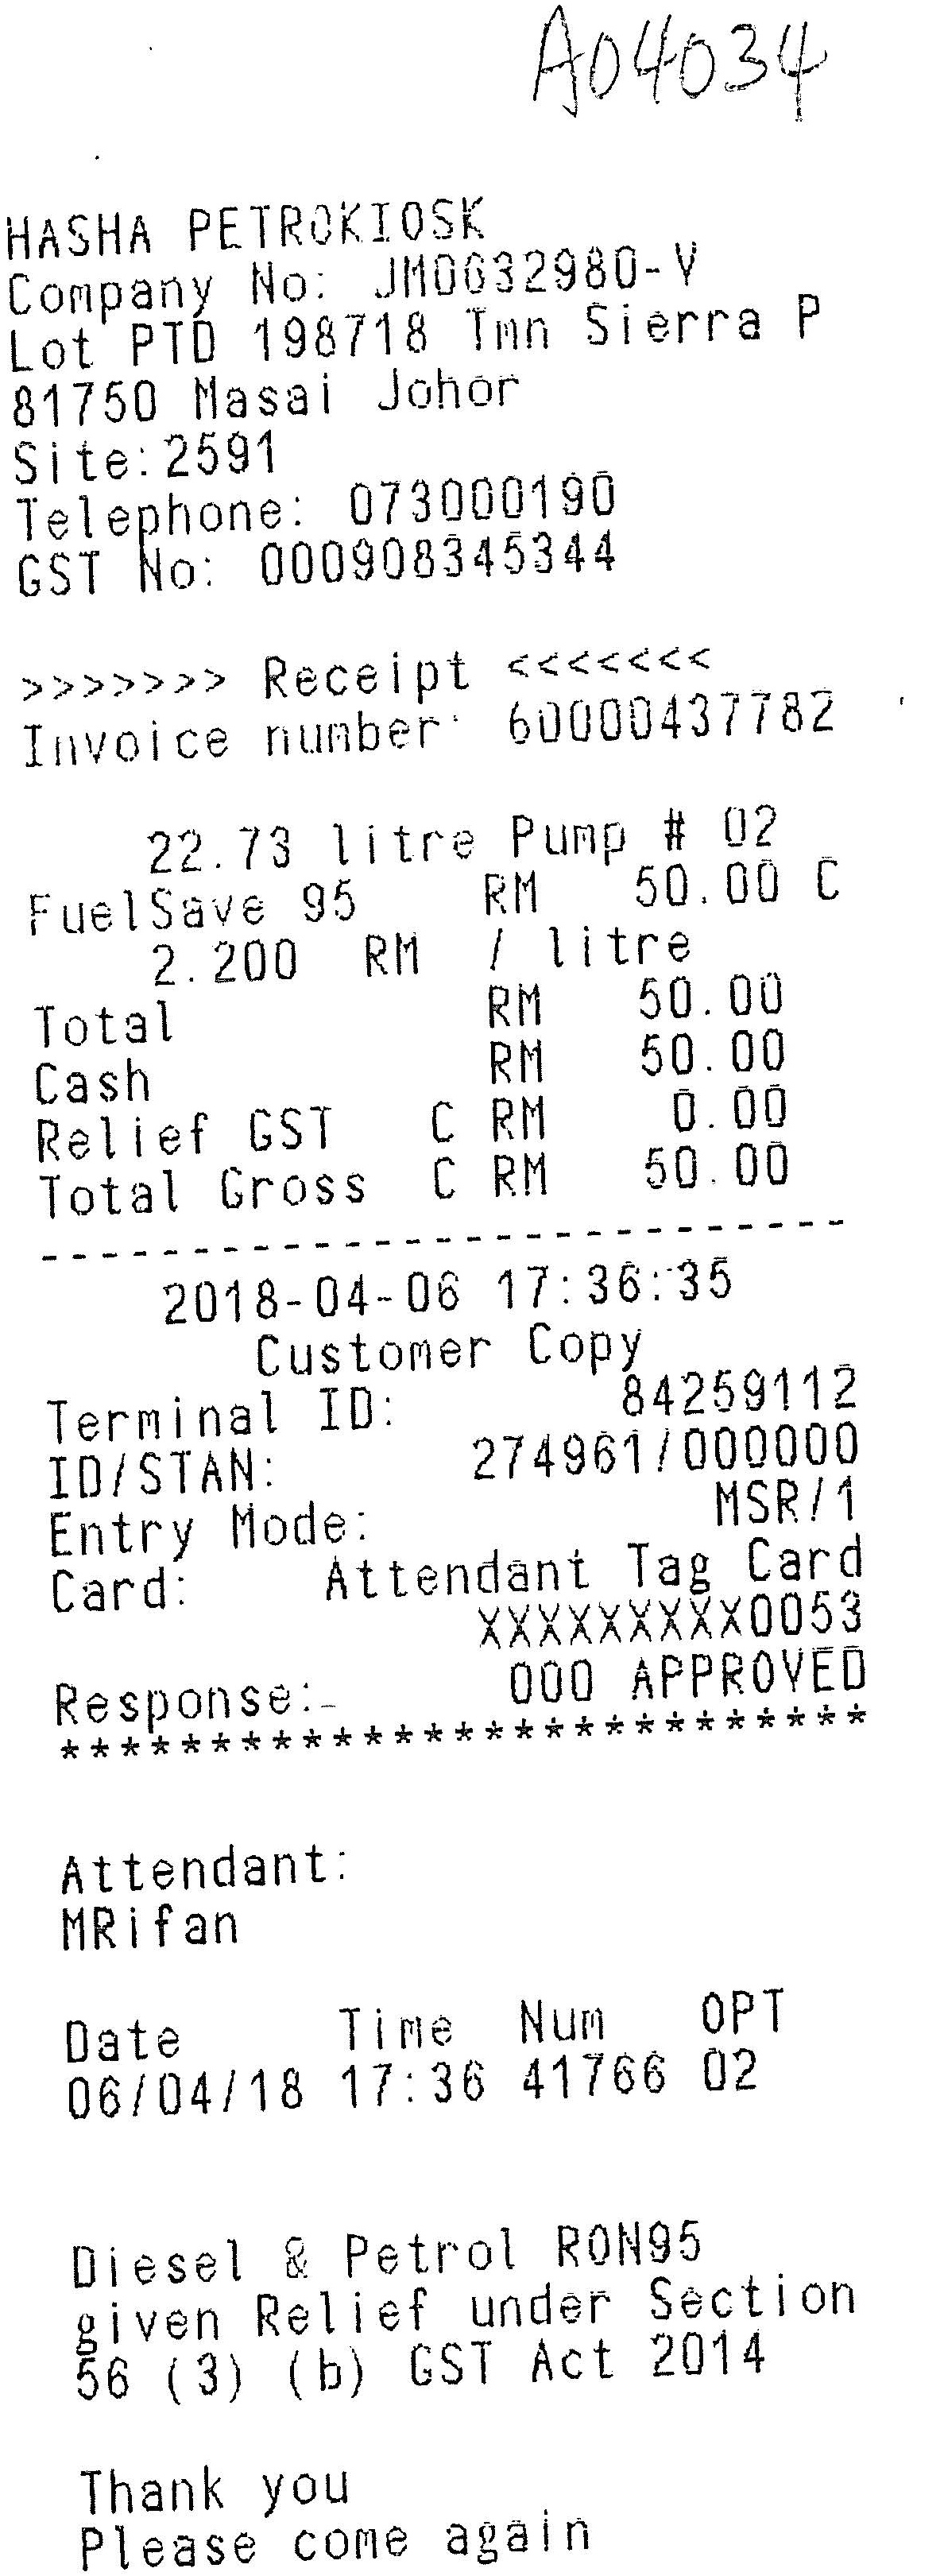 A04034
HASHA PETROKIOSK
Company No: JM0632980-V
Lot PTD 198718 Tmn Sierra P
81750 Masai Johor
Site:2591
Telephone: 073000190
GST No: 000908345344
>>>>>>> Receipt <<<<<<<
Invoice number: 60000437782
22.73 litre Pump # 02
FuelSave 95 RM 50.00 C
2.200 RM / litre
Total RM 50.00
Cash RM 50.00
Relief GST C RM 0.00
Total Gross C RM 50.00
---------------------------
2018-04-06 17:36:35
Customer Copy
Terminal ID: 84259112
ID/STAN: 274961/000000
Entry Mode: MSR/1
Card: Attendant Tag Card
XXXXXXXXX0053
Response: 000 APPROVED
***************************
Attendant:
MRifan
Date Time Num OPT
06/04/18 17:36 41766 02
Diesel & Petrol RON95
given Relief under Section
56 (3) (b) GST Act 2014
Thank you
Please come again